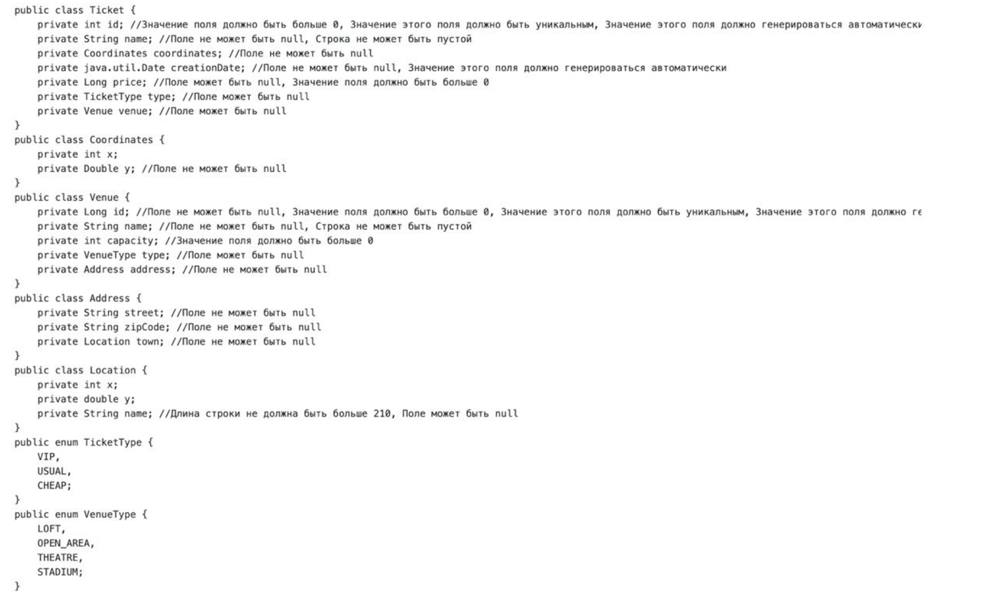 public class Ticket {
    private int id; //Значение поля должно быть больше 0, Значение этого поля должно быть уникальным, Значение этого поля должно генерироваться автоматически
    private String name; //Поле не может быть null, Строка не может быть пустой
    private Coordinates coordinates; //Поле не может быть null
    private java.util.Date creationDate; //Поле не может быть null, Значение этого поля должно генерироваться автоматически
    private Long price; //Поле может быть null, Значение поля должно быть больше 0
    private TicketType type; //Поле может быть null
    private Venue venue; //Поле может быть null
}
public class Coordinates {
    private int x;
    private Double y; //Поле не может быть null
}
public class Venue {
    private Long id; //Поле не может быть null, Значение поля должно быть больше 0, Значение этого поля должно быть уникальным, Значение этого поля должно
    private String name; //Поле не может быть null, Строка не может быть пустой
    private int capacity; //Значение поля должно быть больше 0
    private VenueType type; //Поле может быть null
    private Address address; //Поле не может быть null
}
public class Address {
    private String street; //Поле не может быть null
    private String zipCode; //Поле не может быть null
    private Location town; //Поле не может быть null
}
public class Location {
    private int x;
    private double y;
    private String name; //Длина строки не должна быть больше 210, Поле может быть null
}
public enum TicketType {
    VIP,
    USUAL,
    CHEAP;
}
public enum VenueType {
    LOFT,
    OPEN_AREA,
    THEATRE,
    STADIUM;
}